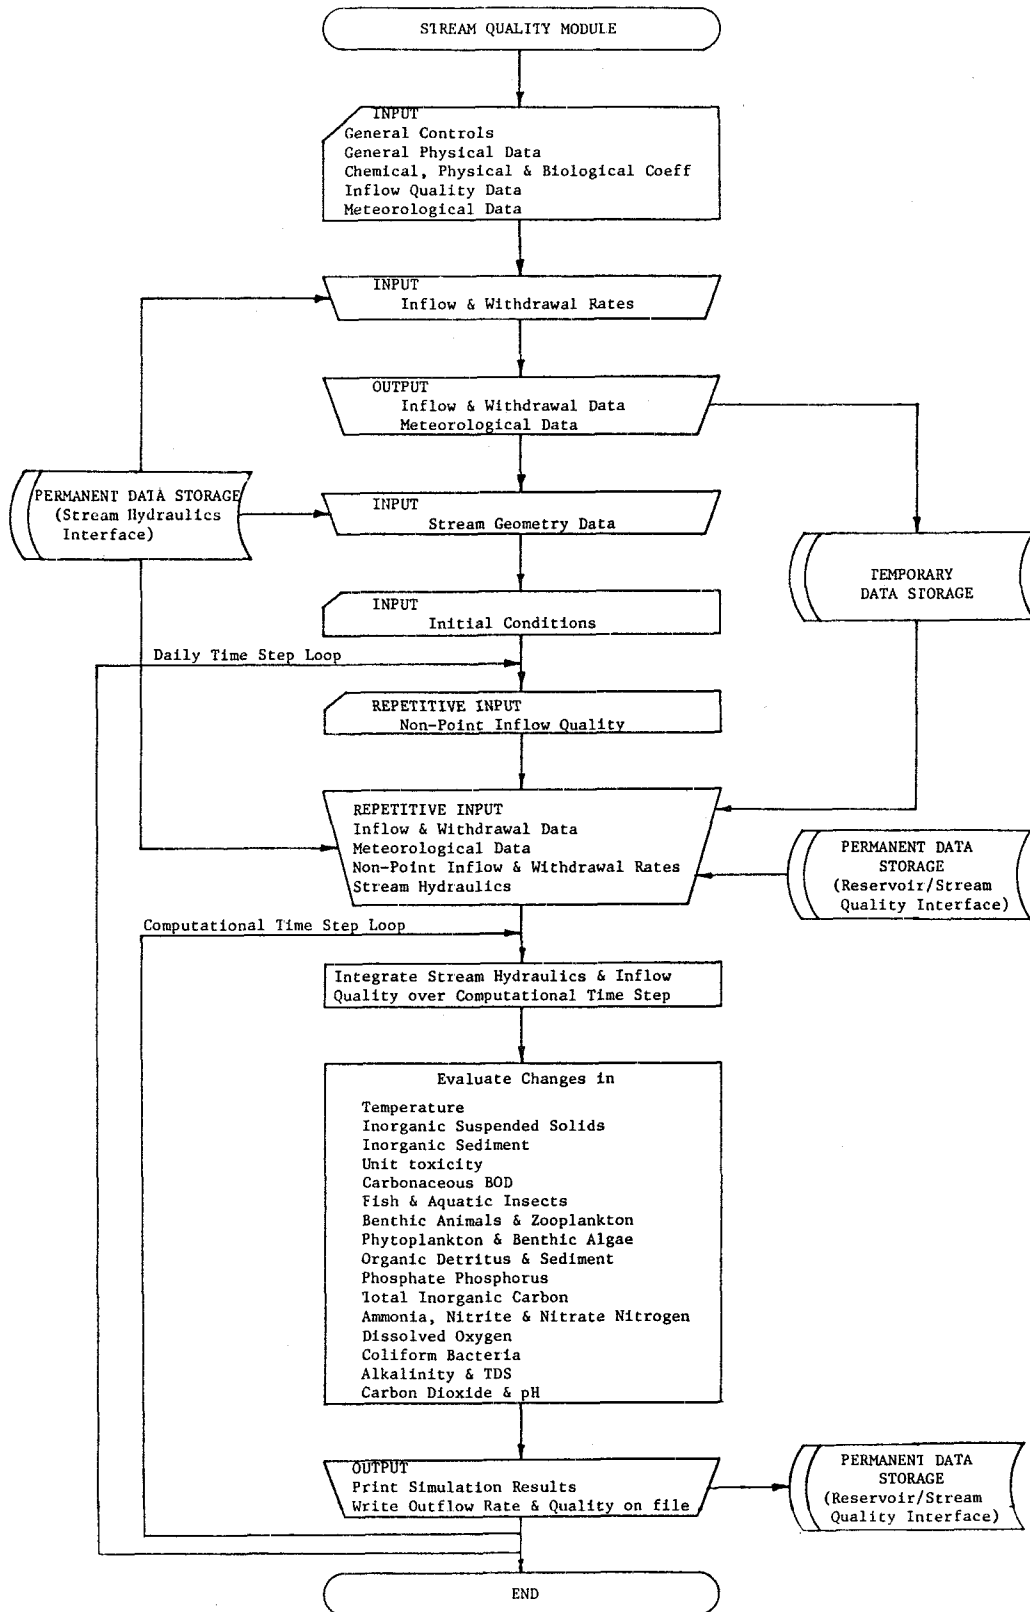 STREAM QUALITY MODULE
INPUT
General Controls
General Physical Data
Chemical, Physical & Biological Coeff
Inflow Quality Data
Meteorological Data
INPUT
Inflow & Withdrawal Rates
OUTPUT
Inflow & Withdrawal Data
Meteorological Data
PERMANENT DATA STORAGE
(Stream Hydraulics
Interface)
INPUT
Stream Geometry Data
TEMPORARY
DATA STORAGE
INPUT
Initial Conditions
Daily Time Step Loop
REPETITIVE INPUT
Non-Point Inflow Quality
REPETITIVE INPUT
Inflow & Withdrawal Data
Meteorological Data
Non-Point Inflow & Withdrawal Rates
Stream Hydraulics
PERMANENT DATA
STORAGE
(Reservoir/Stream
Quality Interface)
Computational Time Step Loop
Integrate Stream Hydraulics & Inflow
Quality over Computational Time Step
Evaluate Changes in
Temperature
Inorganic Suspended Solids
Inorganic Sediment
Unit toxicity
Carbonaceous BOD
Fish & Aquatic Insects
Benthic Animals & Zooplankton
Phytoplankton & Benthic Algae
Organic Detritus & Sediment
Phosphate Phosphorus
Total Inorganic Carbon
Ammonia, Nitrite & Nitrate Nitrogen
Dissolved Oxygen
Coliform Bacteria
Alkalinity & TDS
Carbon Dioxide & pH
OUTPUT
Print Simulation Results
Write Outflow Rate & Quality on file
PERMANENT DATA
STORAGE
(Reservoir/Stream
Quality Interface)
END